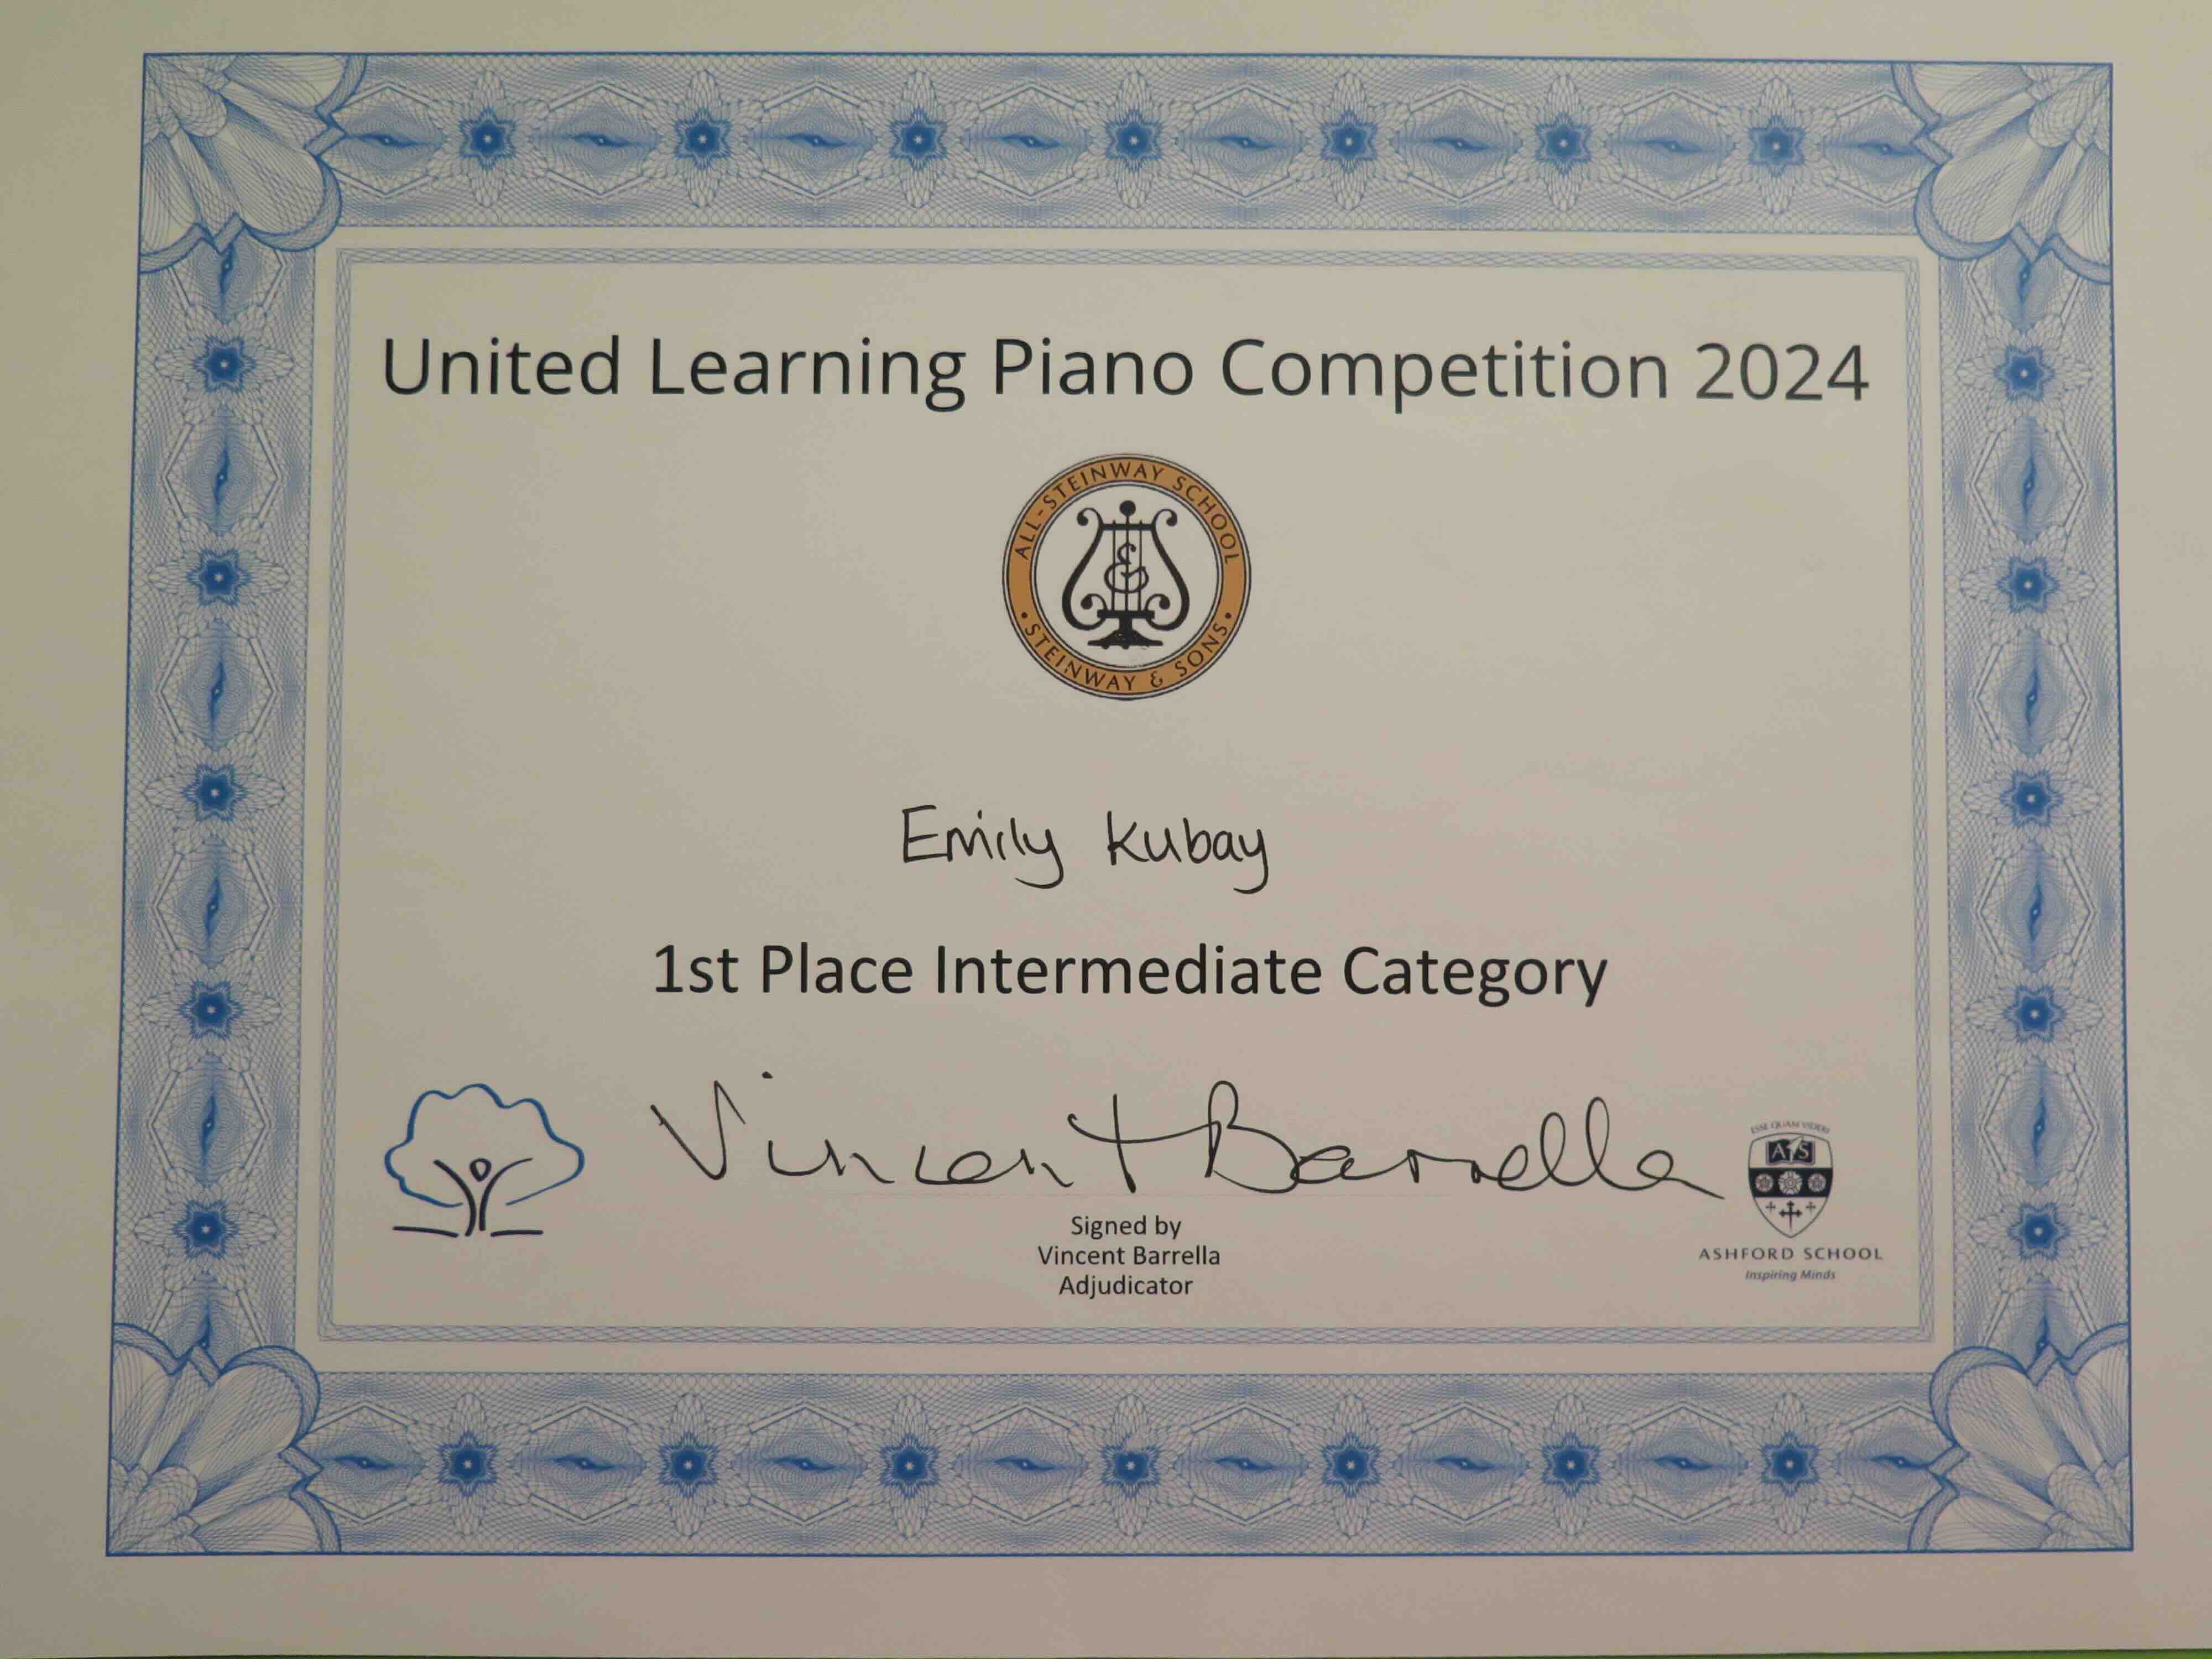 United Learning Piano Competition 2024
ALL-STEINWAY SCHOOL
• STEINWAY & SONS •
&
Emily Kubay
1st Place Intermediate Category
Vincent Barrella
Signed by
Vincent Barrella
Adjudicator
ESSE QUAM VIDERI
AS
ASHFORD SCHOOL
Inspiring Minds